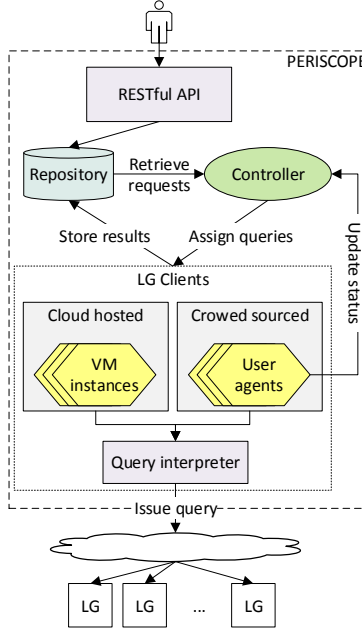 PERISCOPE
RESTful API
Repository
Retrieve
requests
Controller
Store results
Assign queries
Update status
LG Clients
Cloud hosted
Crowed sourced
VM
instances
User
agents
Query interpreter
Issue query
LG
LG
...
LG